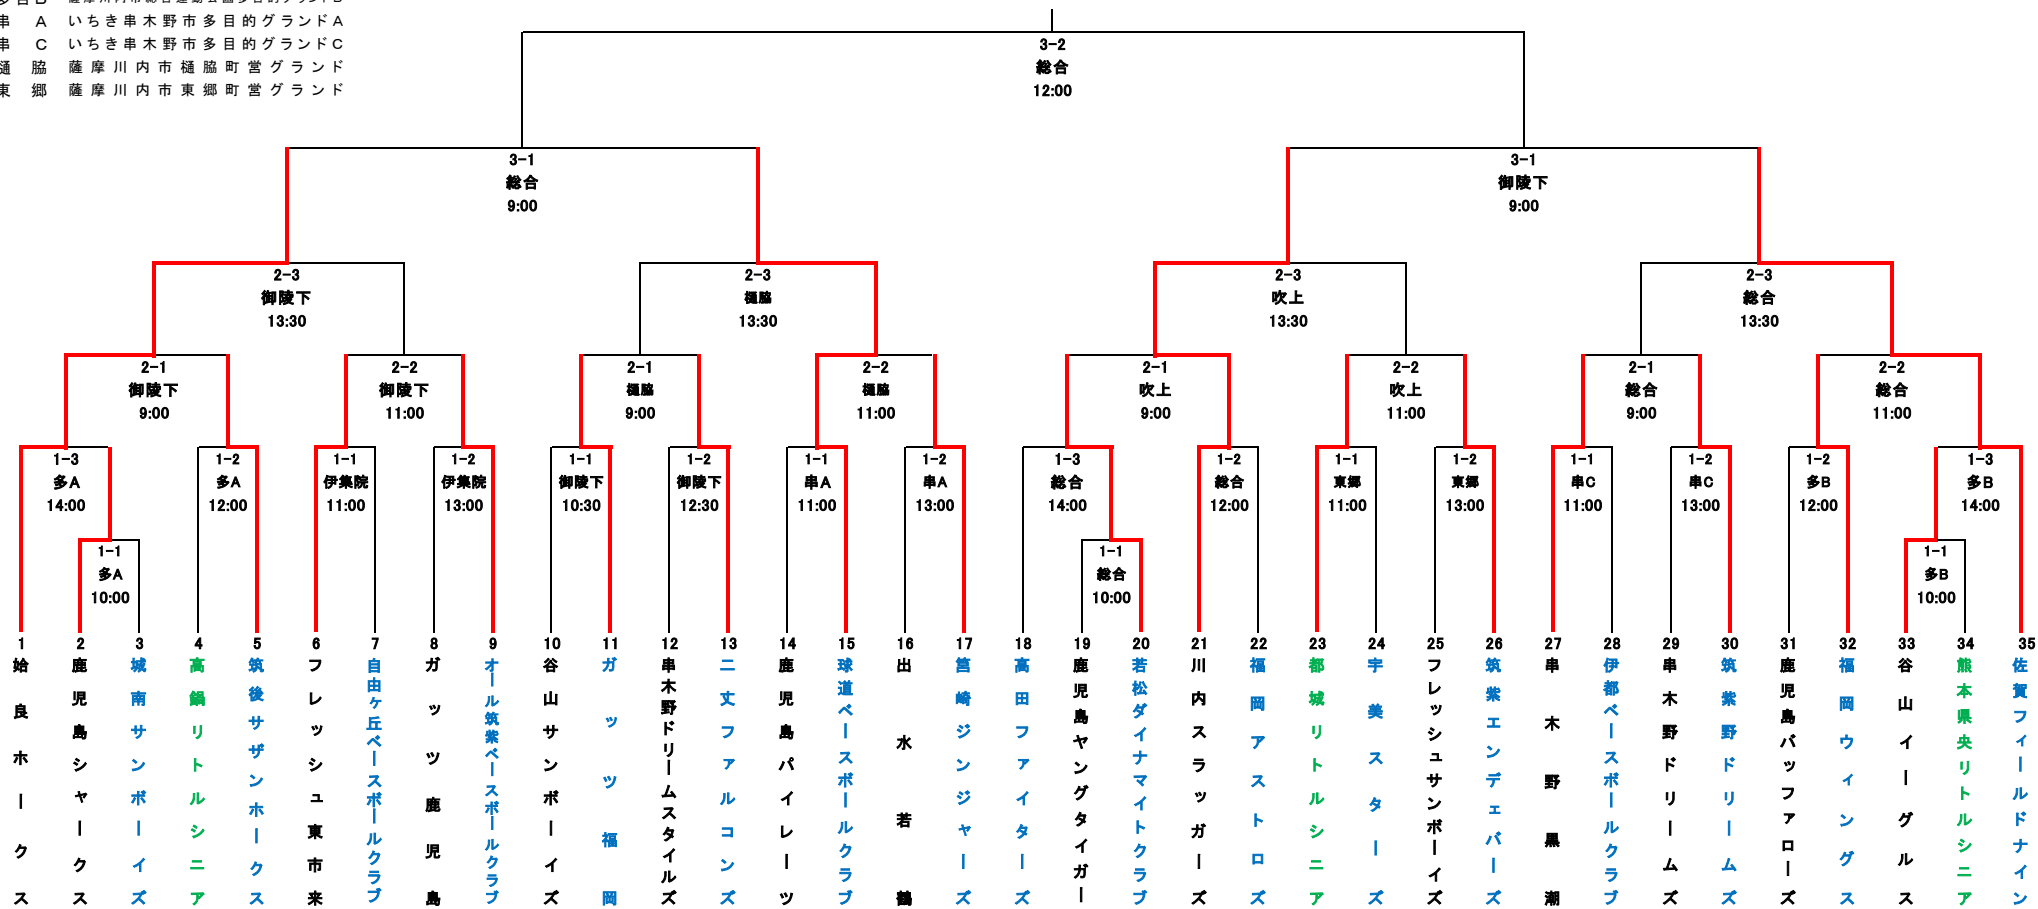 串 A いちき串木野市多目的グランドA
串 C いちき串木野市多目的グランドC
樋 脇 薩摩川内市樋脇町営グランド
東 郷 薩摩川内市東郷町営グランド
3-2
総合
12:00
3-1
総合
9:00
3-1
御陵下
9:00
2-3
御陵下
13:30
2-3
樋脇
13:30
2-3
吹上
13:30
2-3
総合
13:30
2-1
御陵下
9:00
2-2
御陵下
11:00
2-1
樋脇
9:00
2-2
樋脇
11:00
2-1
吹上
9:00
2-2
吹上
11:00
2-1
総合
9:00
2-2
総合
11:00
1-3
多A
14:00
1-2
多A
12:00
1-1
伊集院
11:00
1-2
伊集院
13:00
1-1
御陵下
10:30
1-2
御陵下
12:30
1-1
串A
11:00
1-2
串A
13:00
1-3
総合
14:00
1-2
総合
12:00
1-1
東郷
11:00
1-2
東郷
13:00
1-1
串C
11:00
1-2
串C
13:00
1-2
多B
12:00
1-3
多B
14:00
1-1
多A
10:00
1-1
総合
10:00
1-1
多B
10:00
1 始良ホークス
2 鹿児島シャークス
3 城南サンボーイズ
4 高鍋リトルシニア
5 筑後サザンホークス
6 フレッシュ東市来
7 自由ヶ丘ベースボールクラブ
8 ガッツ鹿児島
9 オール筑紫ベースボールクラブ
10 谷山サンボーイズ
11 ガッツ福岡
12 串木野ドリームスタイルズ
13 二丈ファルコンズ
14 鹿児島パイレーツ
15 球道ベースボールクラブ
16 出水若鶴
17 筥崎ジンジャーズ
18 高田ファイターズ
19 鹿児島ヤングタイガー
20 若松ダイナマイトクラブ
21 川内スラッガーズ
22 福岡アストロズ
23 都城リトルシニア
24 宇美スターズ
25 フレッシュサンボーイズ
26 筑紫エンデェバーズ
27 串木野黒潮
28 伊都ベースボールクラブ
29 串木野ドリームズ
30 筑紫野ドリームズ
31 鹿児島バッファローズ
32 福岡ウィングス
33 谷山イーグルス
34 熊本県央リトルシニア
35 佐賀フィールドナイン